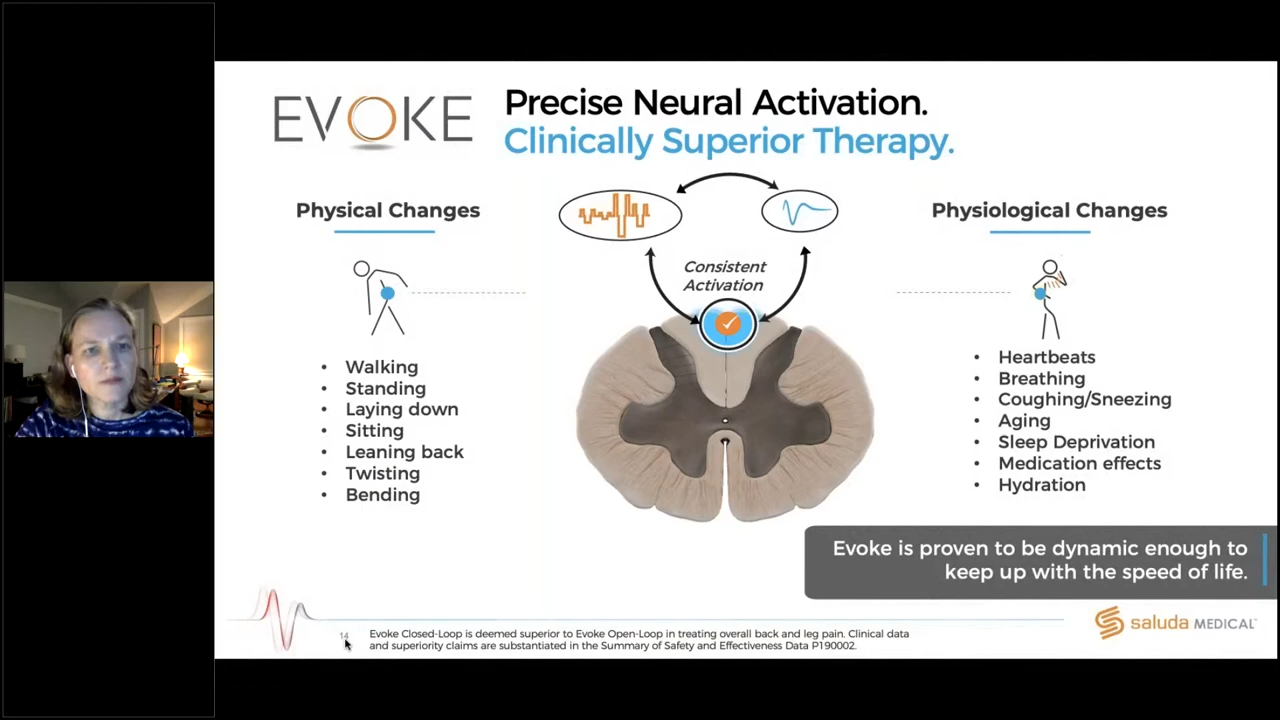 EVOKE
Precise Neural Activation.
Clinically Superior Therapy.
Physical Changes
• Walking
• Standing
• Laying down
• Sitting
• Leaning back
• Twisting
• Bending
Consistent
Activation
Physiological Changes
• Heartbeats
• Breathing
• Coughing/Sneezing
• Aging
• Sleep Deprivation
• Medication effects
• Hydration
Evoke is proven to be dynamic enough to
keep up with the speed of life.
14
Evoke Closed-Loop is deemed superior to Evoke Open-Loop in treating overall back and leg pain. Clinical data
and superiority claims are substantiated in the Summary of Safety and Effectiveness Data P190002.
saluda MEDICAL